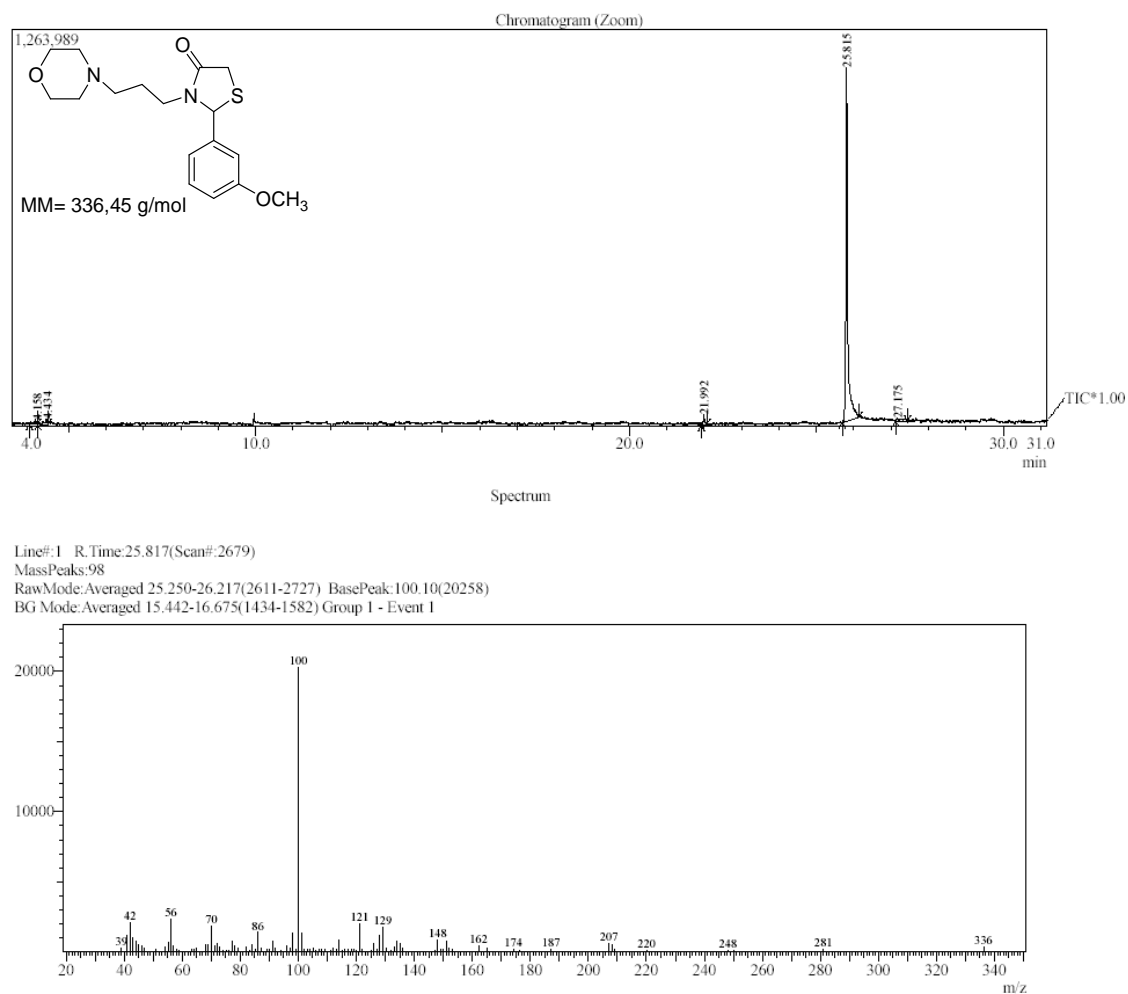 Chromatogram (Zoom)
1,263,989
O
O
N
N
S
OCH3
MM= 336,45 g/mol
25.815
4.434
21.992
27.175
TIC*1.00
4.0 10.0 20.0 30.0 31.0
min
Spectrum
Line#:1 R.Time:25.817(Scan#:2679)
MassPeaks:98
RawMode:Averaged 25.250-26.217(2611-2727) BasePeak:100.10(20258)
BG Mode:Averaged 15.442-16.675(1434-1582) Group 1 - Event 1
20000
10000
100
39 42 56 70 86 121 129 148 162 174 187 207 220 248 281 336
20 40 60 80 100 120 140 160 180 200 220 240 260 280 300 320 340
m/z